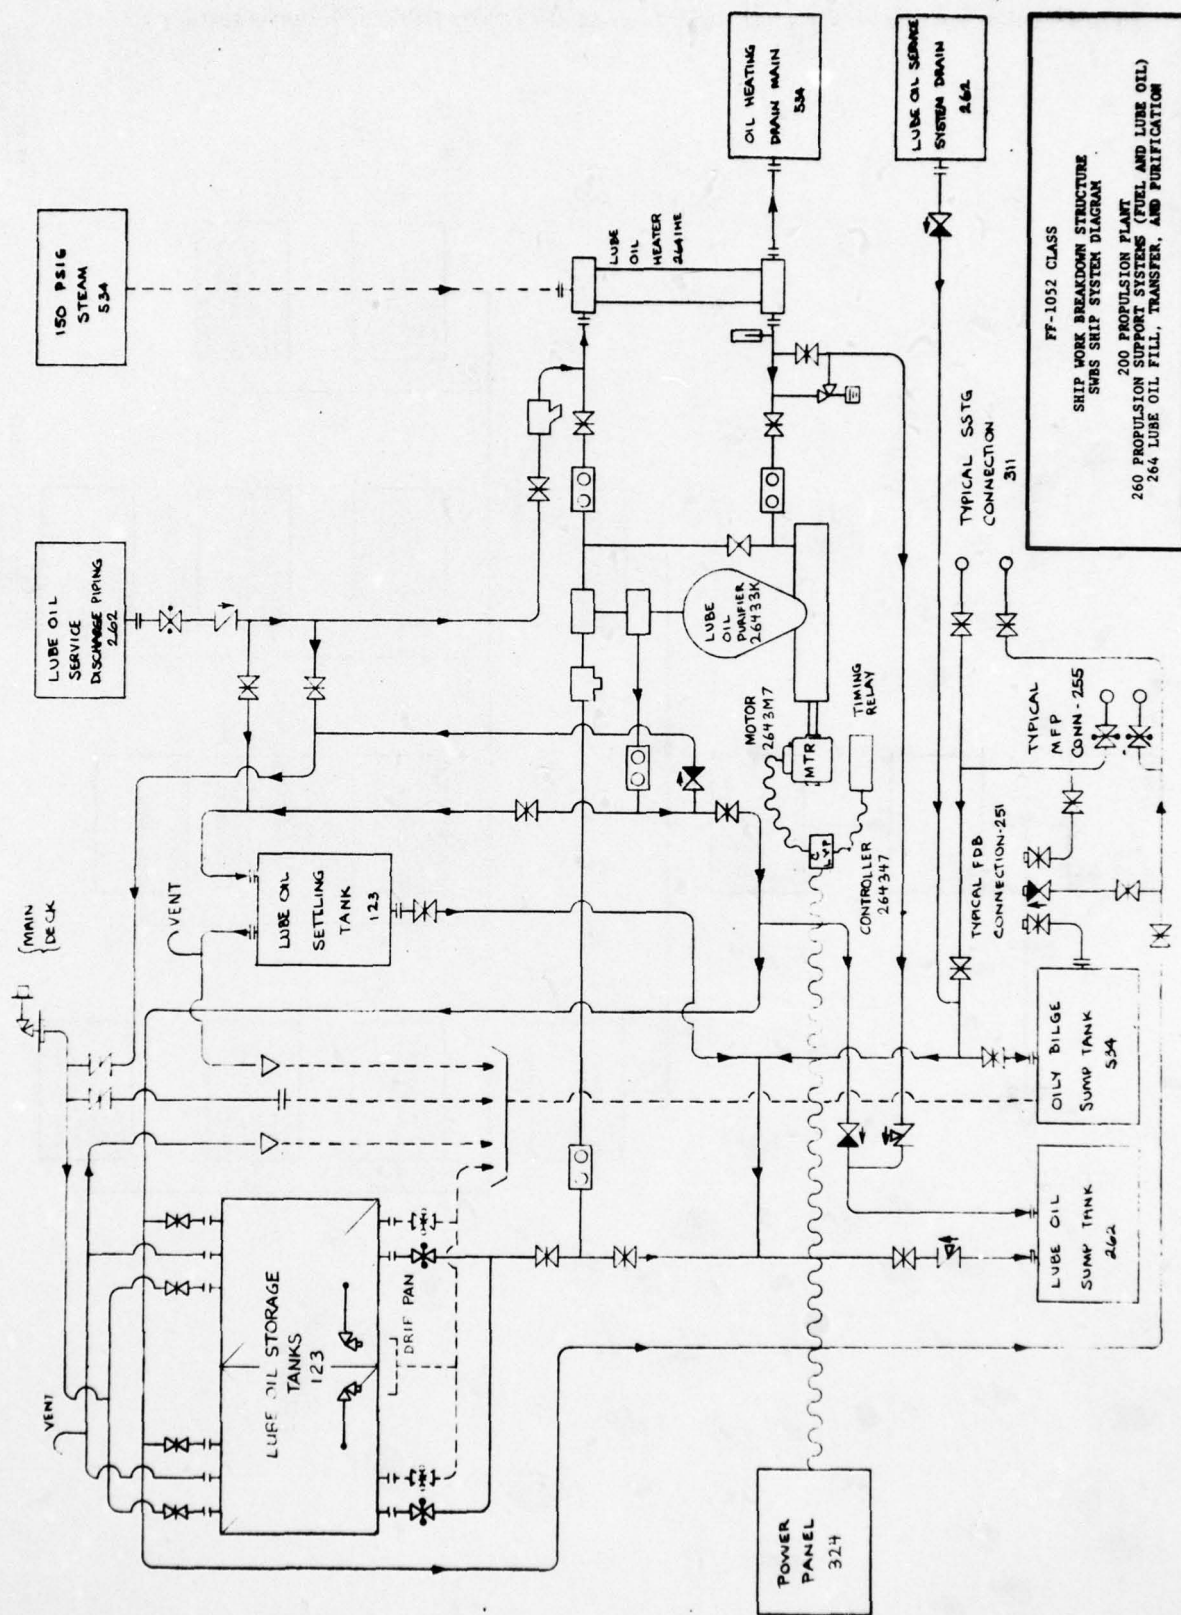 150 PSIG
STEAM
534
LUBE OIL
SERVICE
DISCHARGE PIPING
262
OIL HEATING
DRAIN MAIN
534
LUBE OIL SERVICE
SYSTEM DRAIN
262
LUBE
OIL
HEATER
2641HE
FF-1052 CLASS
SHIP WORK BREAKDOWN STRUCTURE
SWBS SHIP SYSTEM DIAGRAM
200 PROPULSION PLANT
260 PROPULSION SUPPORT SYSTEMS (FUEL AND LUBE OIL)
264 LUBE OIL FILL, TRANSFER, AND PURIFICATION
TYPICAL SSTG
CONNECTION
311
LUBE
OIL
PURIFIER
26433K
MOTOR
2643M7
MTR
TIMING
RELAY
C
LVP
CONTROLLER
264347
TYPICAL
MFP
CONN-255
TYPICAL FDB
CONNECTION-251
MAIN
DECK
VENT
LUBE OIL
SETTLING
TANK
123
OILY BILGE
SUMP TANK
534
LUBE OIL
SUMP TANK
262
VENT
LUBE OIL STORAGE
TANKS
123
DRIP PAN
POWER
PANEL
324